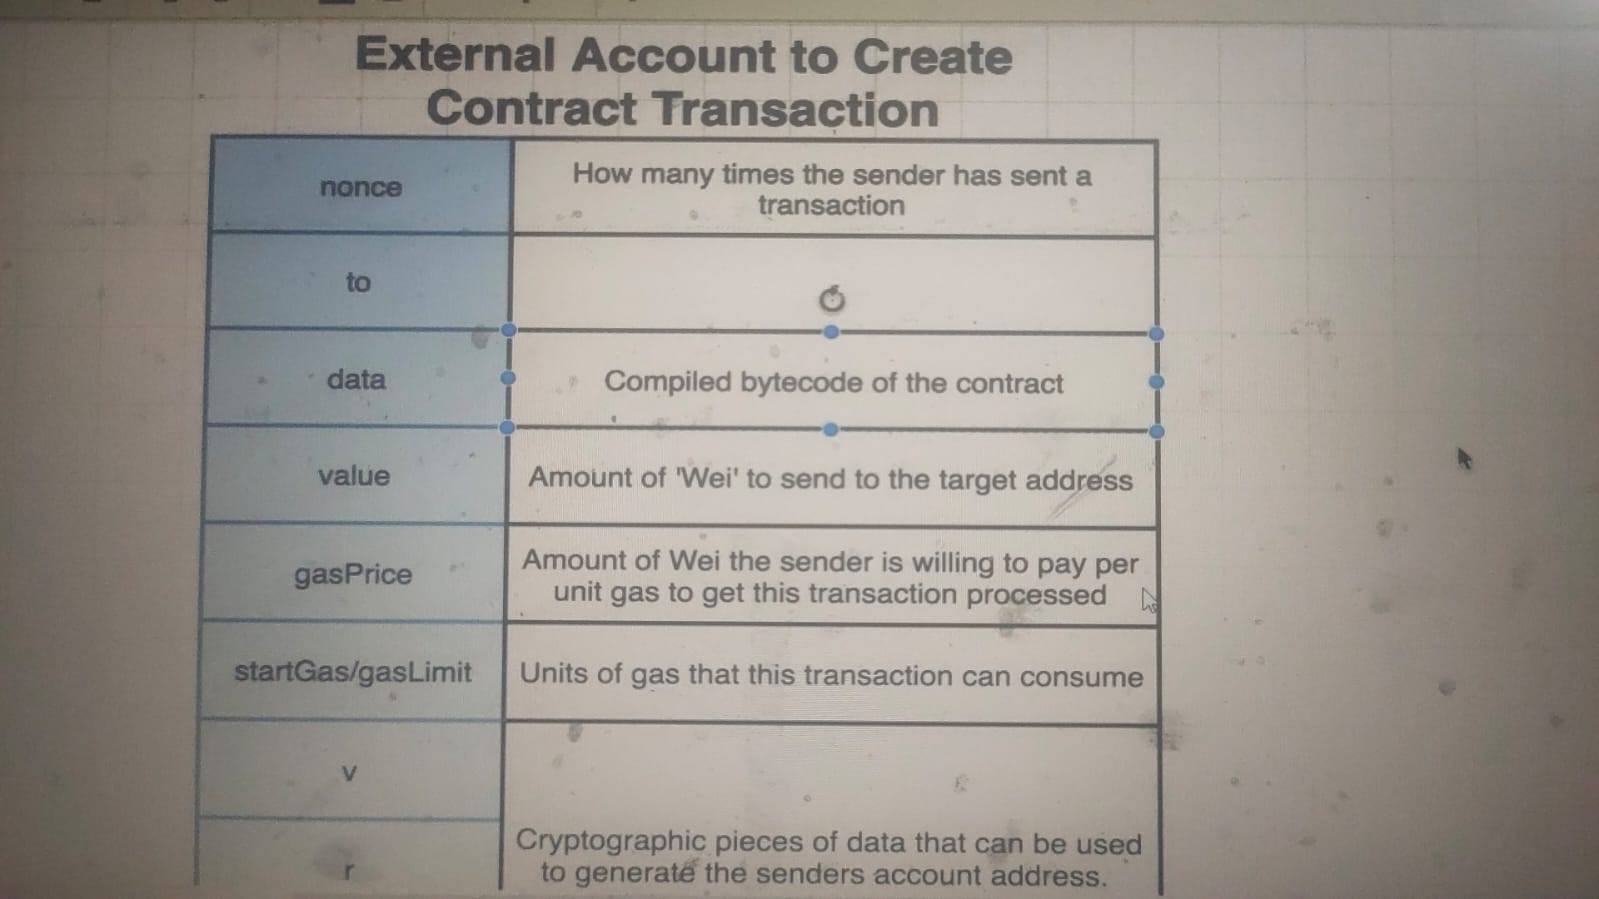 External Account to Create
Contract Transaction
nonce
How many times the sender has sent a
transaction
to
data
Compiled bytecode of the contract
value
Amount of 'Wei' to send to the target address
gasPrice
Amount of Wei the sender is willing to pay per
unit gas to get this transaction processed
startGas/gasLimit
Units of gas that this transaction can consume
v
r
Cryptographic pieces of data that can be used
to generate the senders account address.